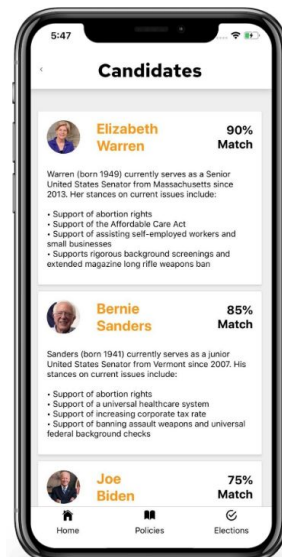 5:47
Candidates
Elizabeth
Warren
90%
Match
Warren (born 1949) currently serves as a Senior
United States Senator from Massachusetts since
2013. Her stances on current issues include:
• Support of abortion rights
• Support of the Affordable Care Act
• Support of assisting self-employed workers and
small businesses
• Supports rigorous background screenings and
extended magazine long rifle weapons ban
Bernie
Sanders
85%
Match
Sanders (born 1941) currently serves as a junior
United States Senator from Vermont since 2007. His
stances on current issues include:
• Support of abortion rights
• Support of a universal healthcare system
• Support of increasing corporate tax rate
• Support of banning assault weapons and universal
federal background checks
Joe
Biden
75%
Match
Home
Policies
Elections